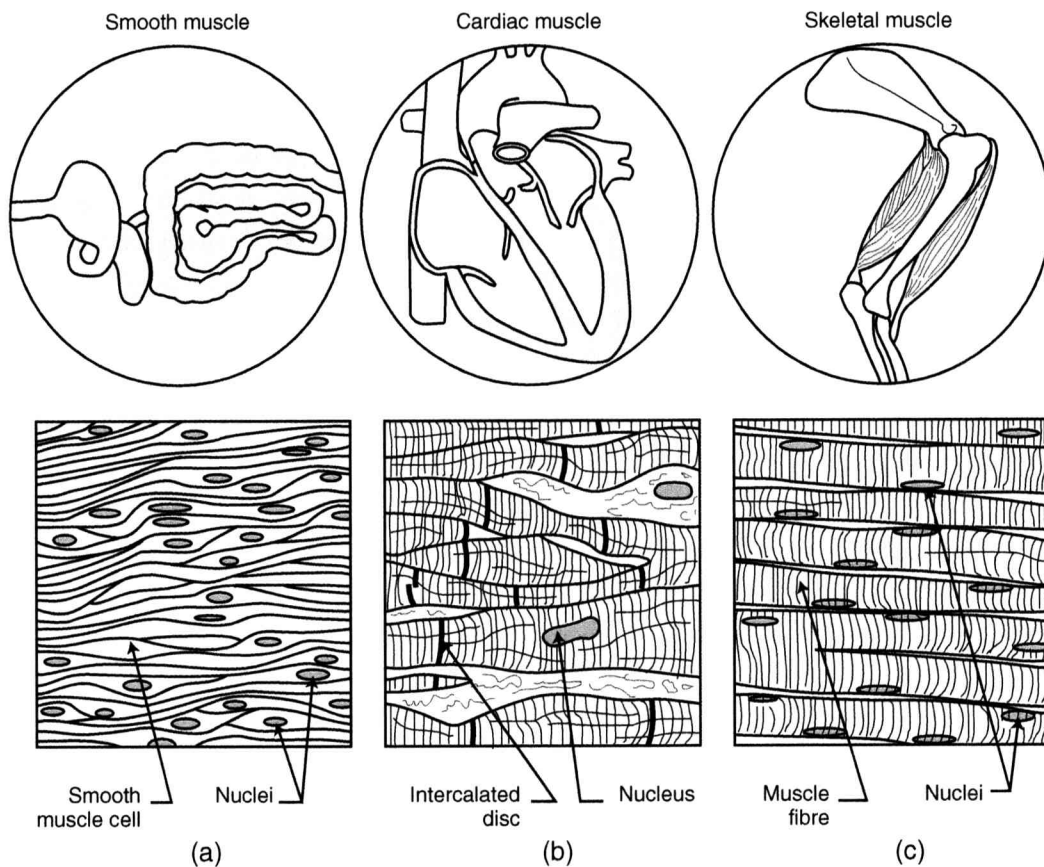 Smooth muscle
Cardiac muscle
Skeletal muscle
Smooth
muscle cell
Nuclei
Intercalated
disc
Nucleus
Muscle
fibre
Nuclei
(a)
(b)
(c)